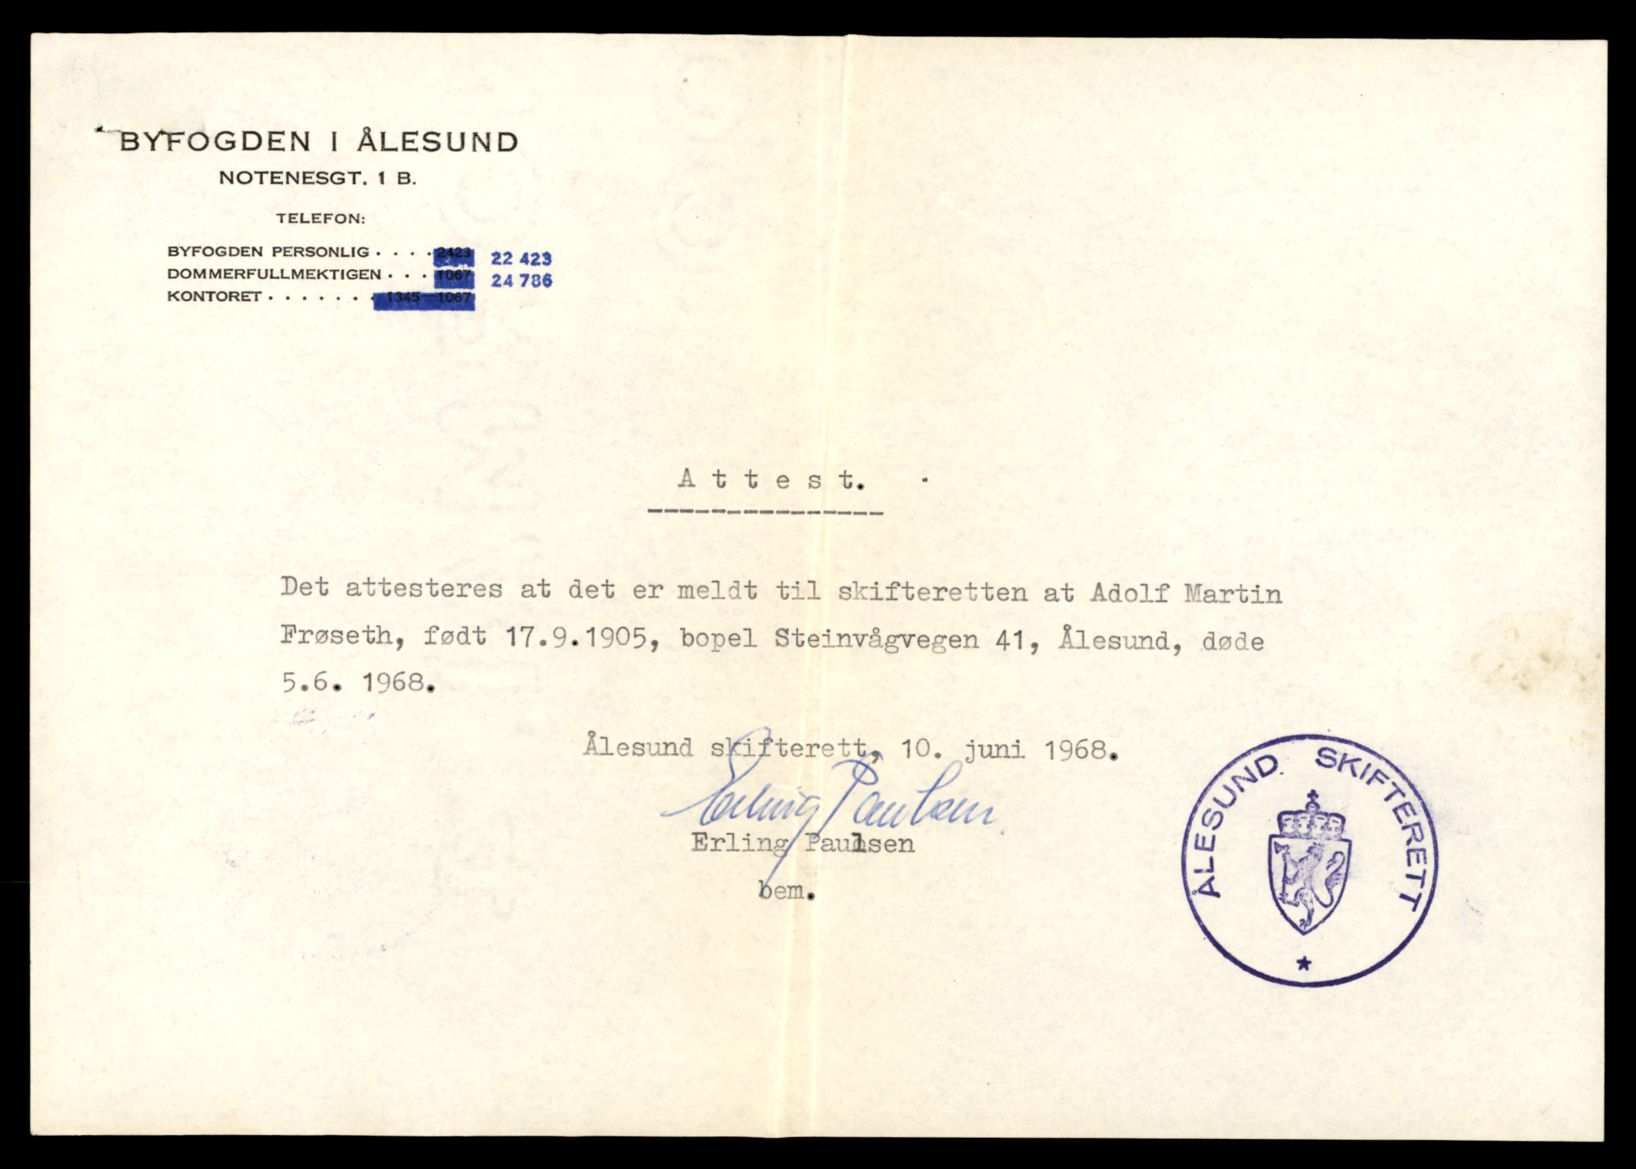 BYFOGDEN I ÅLESUND
NOTENESGT. 1 B.
TELEFON:
BYFOGDEN PERSONLIG . . . . 2423 22 423
DOMMERFULLMEKTIGEN . . . 1067 24 786
KONTORET . . . . . . . 1345—1067
Attest.
Det attesteres at det er meldt til skifteretten at Adolf Martin
Frøseth, født 17.9.1905, bopel Steinvågvegen 41, Ålesund, døde
5.6. 1968.
Ålesund skifterett, 10. juni 1968.
Erling Paulsen
Erling Paulsen
bem.
ÅLESUND SKIFTERETT